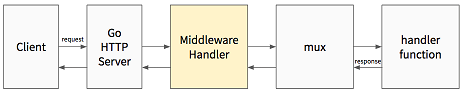 Client
request
Go
HTTP
Server
Middleware
Handler
mux
response
handler
function